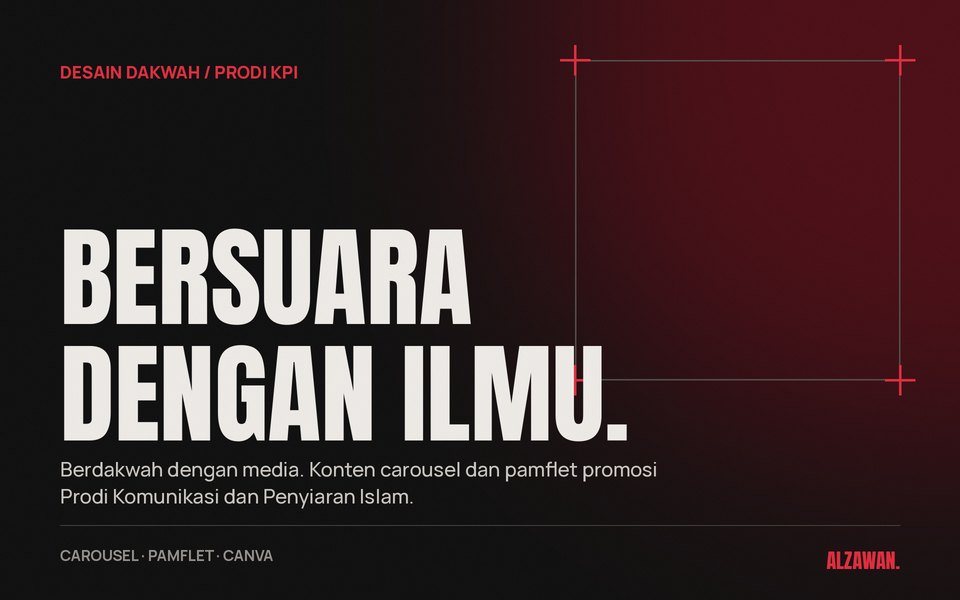 DESAIN DAKWAH / PRODI KPI
BERSUARA
DENGAN ILMU.
Berdakwah dengan media. Konten carousel dan pamflet promosi
Prodi Komunikasi dan Penyiaran Islam.
CAROUSEL · PAMFLET · CANVA
ALZAWAN.